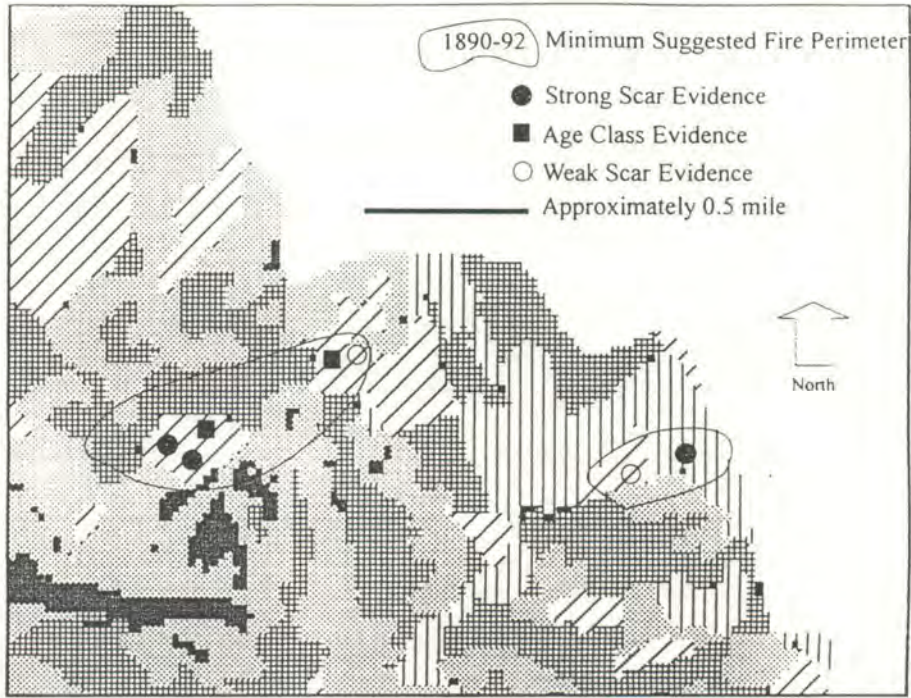 1890-92 Minimum Suggested Fire Perimeter
Strong Scar Evidence
Age Class Evidence
Weak Scar Evidence
Approximately 0.5 mile
North